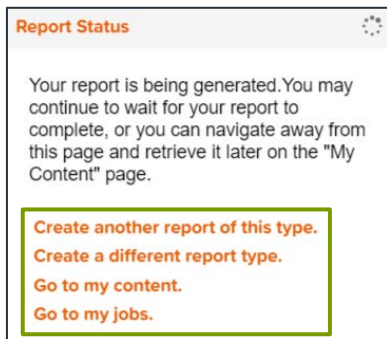 Report Status
Your report is being generated.You may
continue to wait for your report to
complete, or you can navigate away from
this page and retrieve it later on the "My
Content" page.
Create another report of this type.
Create a different report type.
Go to my content.
Go to my jobs.